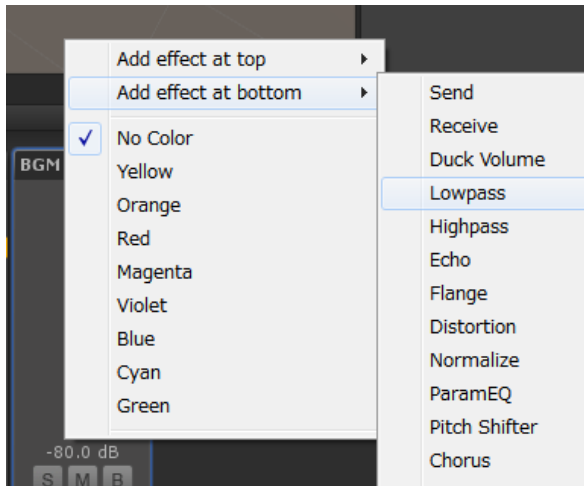 Add effect at top
Add effect at bottom
No Color
Yellow
Orange
Red
Magenta
Violet
Blue
Cyan
Green
Send
Receive
Duck Volume
Lowpass
Highpass
Echo
Flange
Distortion
Normalize
ParamEQ
Pitch Shifter
Chorus
BGM
-80.0 dB
S M B